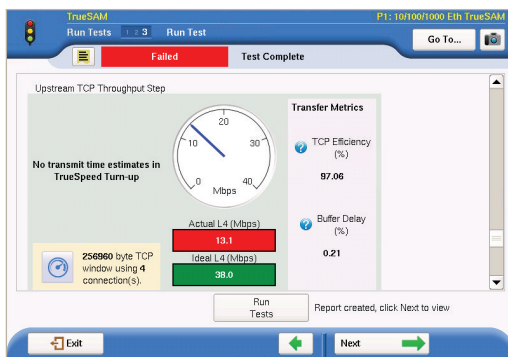 TrueSAM
P1: 10/100/1000 Eth TrueSAM
Run Tests 1 2 3 Run Test
Go To...
Failed
Test Complete
Upstream TCP Throughput Step
No transmit time estimates in
TrueSpeed Turn-up
0
10
20
30
40
Mbps
Actual L4 (Mbps)
13.1
Ideal L4 (Mbps)
38.0
256960 byte TCP
window using 4
connection(s).
Transfer Metrics
TCP Efficiency
(%)
97.06
Buffer Delay
(%)
0.21
Run
Tests
Report created, click Next to view
Exit
Next